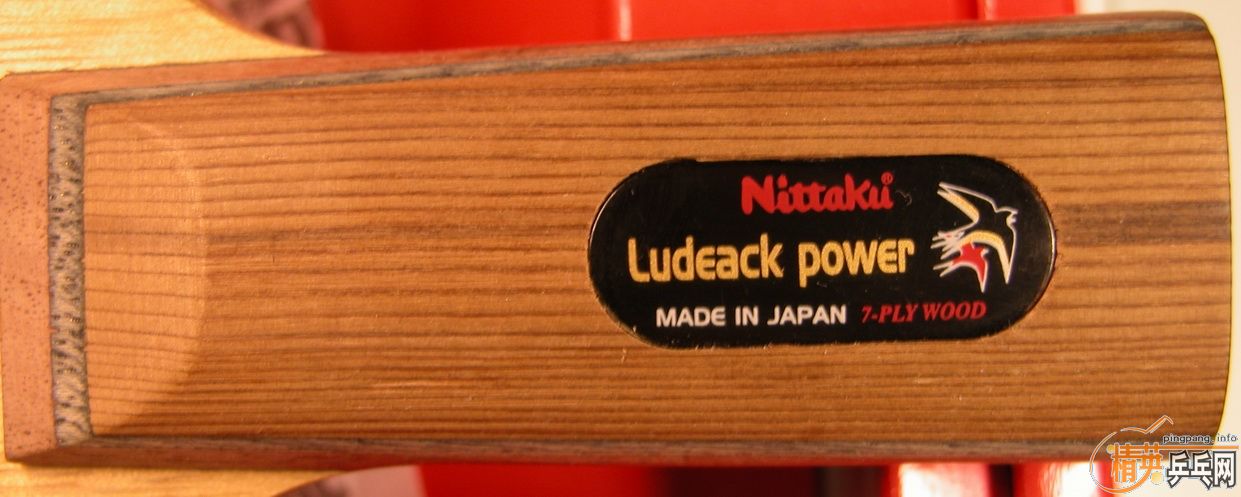 Nittaku®
Ludeack power
MADE IN JAPAN 7-PLY WOOD
pingpang.info
精英乒乓网